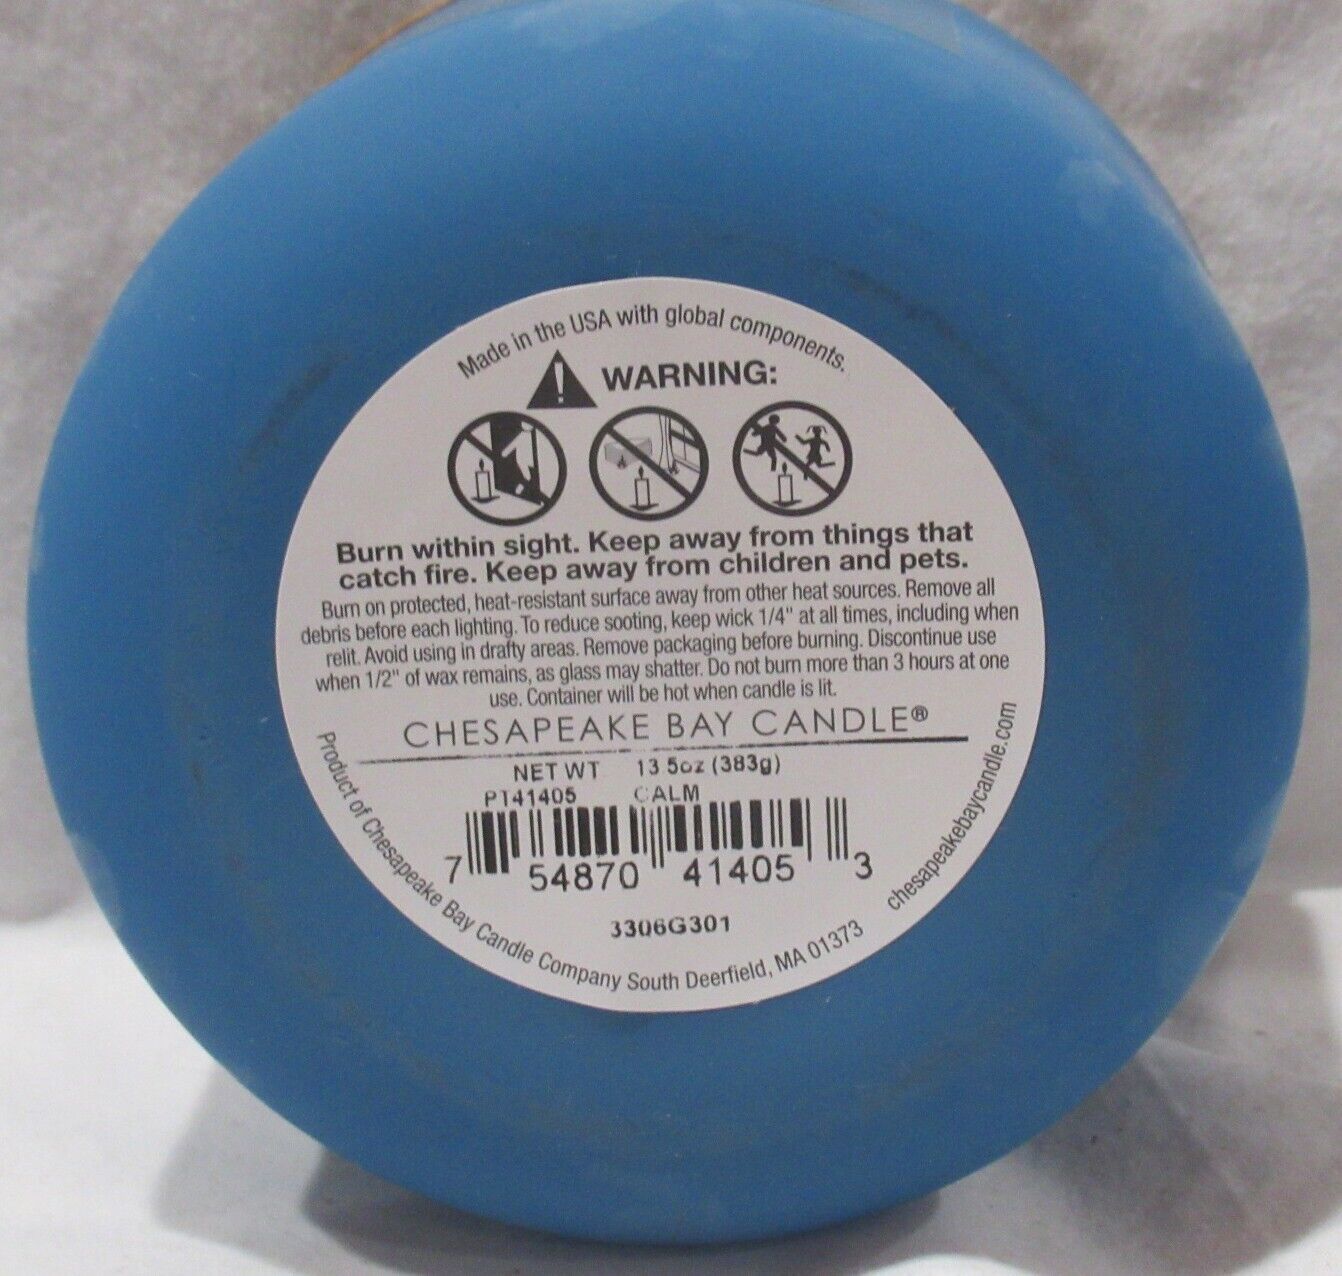 Made in the USA with global components.
WARNING:
Burn within sight. Keep away from things that
catch fire. Keep away from children and pets.
Burn on protected, heat-resistant surface away from other heat sources. Remove all
debris before each lighting. To reduce sooting, keep wick 1/4" at all times, including when
relit. Avoid using in drafty areas. Remove packaging before burning. Discontinue use
when 1/2" of wax remains, as glass may shatter. Do not burn more than 3 hours at one
use. Container will be hot when candle is lit.
CHESAPEAKE BAY CANDLE®
NET WT 13.5oz (383g)
PT41405 CALM
7 54870 41405 3
3306G301
Product of Chesapeake Bay Candle Company South Deerfield, MA 01373
chesapeakebaycandle.com